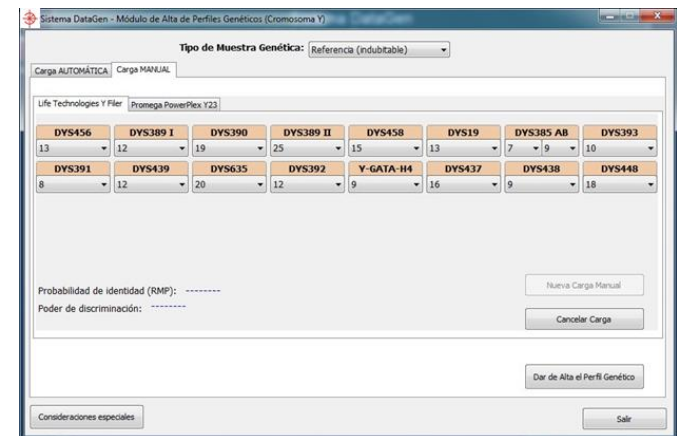 Sistema DataGen - Módulo de Alta de Perfiles Genéticos (Cromosoma Y)
Tipo de Muestra Genética: Referencia (indubitable)
Carga AUTOMÁTICA Carga MANUAL
Life Technologies Y Filer Promega PowerPlex Y23
DYS456 DYS389 I DYS390 DYS389 II DYS458 DYS19 DYS385 AB DYS393
13 12 19 25 15 13 7 9 10
DYS391 DYS439 DYS635 DYS392 Y-GATA-H4 DYS437 DYS438 DYS448
8 12 20 12 9 16 9 18
Nueva Carga Manual
Probabilidad de identidad (RMP): --------
Poder de discriminación: --------
Cancelar Carga
Dar de Alta el Perfil Genético
Consideraciones especiales Salir